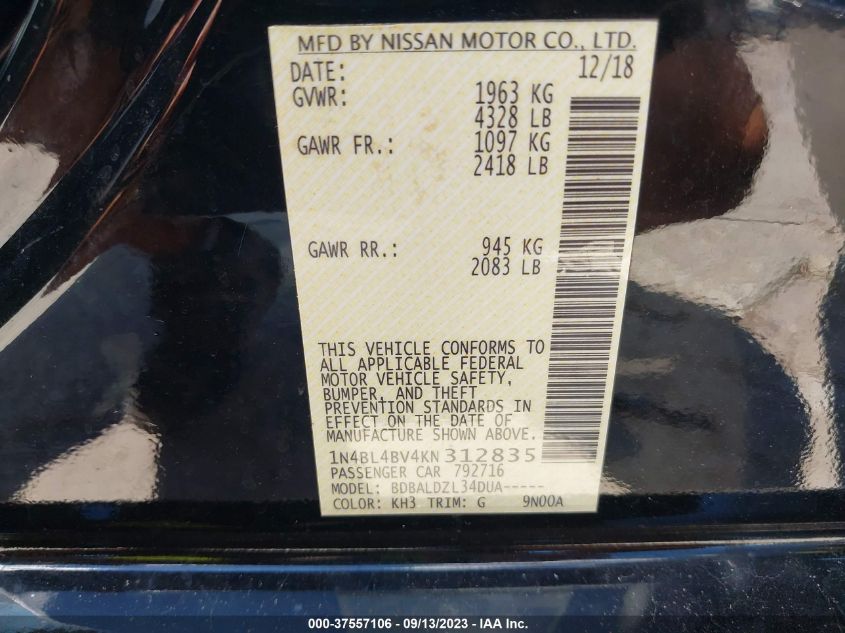 MFD BY NISSAN MOTOR CO., LTD.
DATE: 12/18
GVWR: 1963 KG
4328 LB
GAWR FR.: 1097 KG
2418 LB
GAWR RR.: 945 KG
2083 LB
THIS VEHICLE CONFORMS TO
ALL APPLICABLE FEDERAL
MOTOR VEHICLE SAFETY,
BUMPER, AND THEFT
PREVENTION STANDARDS IN
EFFECT ON THE DATE OF
MANUFACTURE SHOWN ABOVE.
1N4BL4BV4KN312835
PASSENGER CAR 792716
MODEL: BDBALDZL34DUA-----
COLOR: KH3 TRIM: G 9N00A
000-37557106 - 09/13/2023 - IAA Inc.